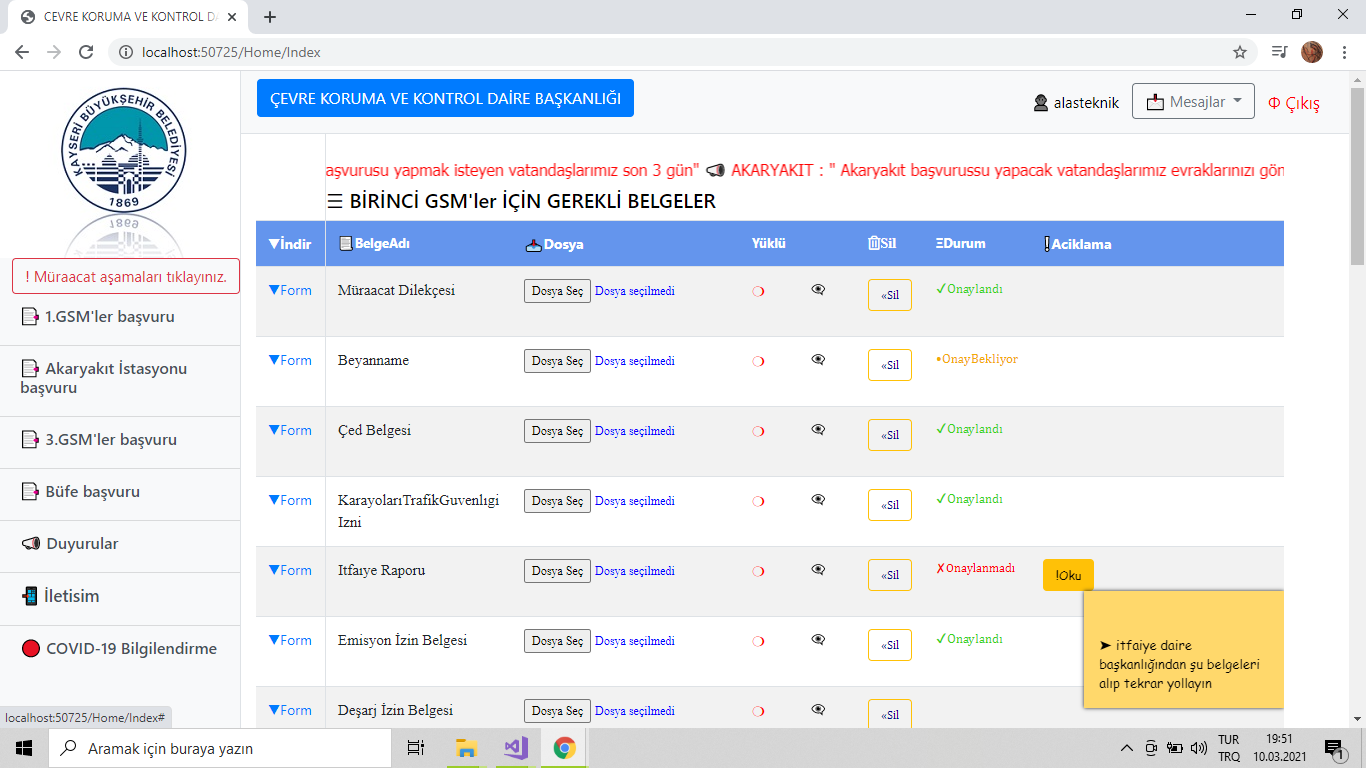 ÇEVRE KORUMA VE KONTROL D
localhost:50725/Home/Index
KAYSERİ BÜYÜKŞEHİR BELEDİYESİ
1869
ÇEVRE KORUMA VE KONTROL DAİRE BAŞKANLIĞI
alasteknik
Mesajlar
Çıkış
aşvurusu yapmak isteyen vatandaşlarımız son 3 gün" AKARYAKIT : " Akaryakıt başvurussu yapacak vatandaşlarımız evraklarınızı gön
☰ BİRİNCİ GSM'ler İÇİN GEREKLİ BELGELER
! Müraacat aşamaları tıklayınız.
1.GSM'ler başvuru
Akaryakıt İstasyonu
başvuru
3.GSM'ler başvuru
Büfe başvuru
Duyurular
İletisim
COVID-19 Bilgilendirme
▼İndir BelgeAdı Dosya Yüklü Sil ΞDurum Aciklama
▼Form Müraacat Dilekçesi Dosya Seç Dosya seçilmedi «Sil ✓Onaylandı
▼Form Beyanname Dosya Seç Dosya seçilmedi «Sil •OnayBekliyor
▼Form Çed Belgesi Dosya Seç Dosya seçilmedi «Sil ✓Onaylandı
▼Form KarayolarıTrafikGuvenlıgi Dosya Seç Dosya seçilmedi «Sil ✓Onaylandı
Izni
▼Form Itfaıye Raporu Dosya Seç Dosya seçilmedi «Sil ✗Onaylanmadı !Oku
▼Form Emisyon İzin Belgesi Dosya Seç Dosya seçilmedi «Sil ✓Onaylandı
➤ itfaiye daire
başkanlığından şu belgeleri
alıp tekrar yollayın
▼Form Deşarj İzin Belgesi Dosya Seç Dosya seçilmedi «Sil
localhost:50725/Home/Index#
Aramak için buraya yazın
TUR
TRQ
19:51
10.03.2021
1